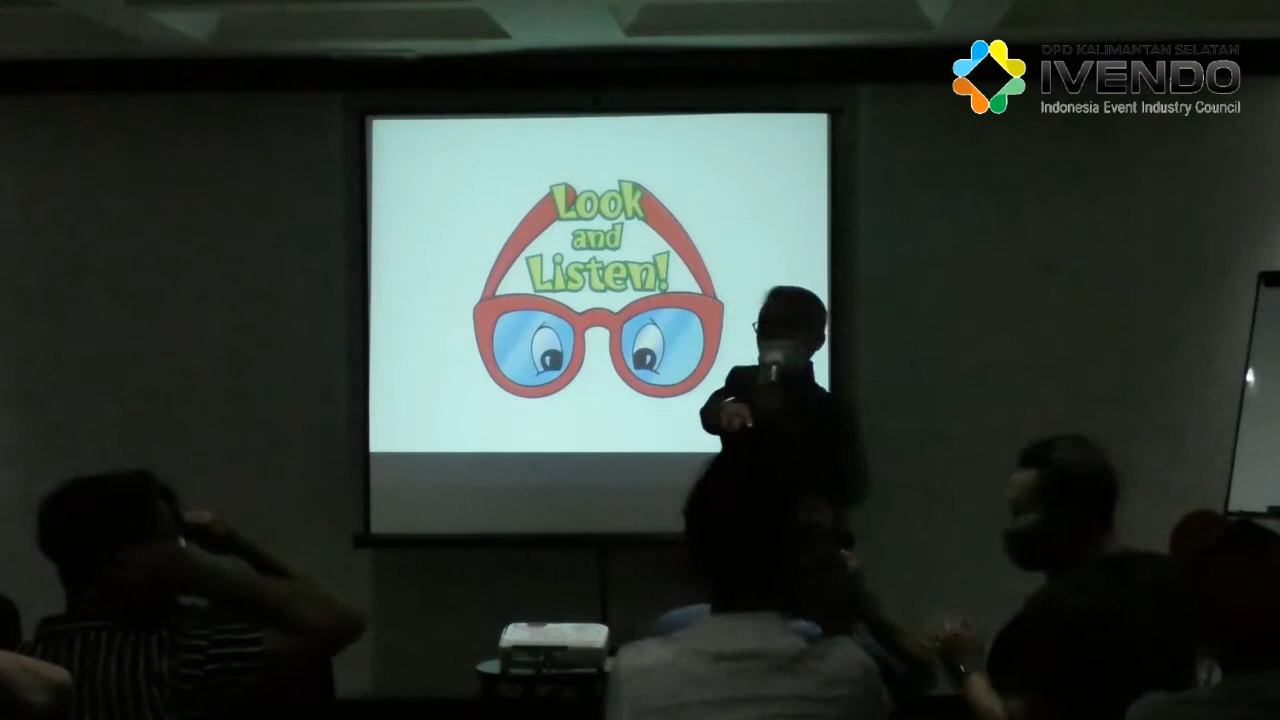 DPD KALIMANTAN SELATAN
IVENDO
Indonesia Event Industry Council
Look
and
Listen!